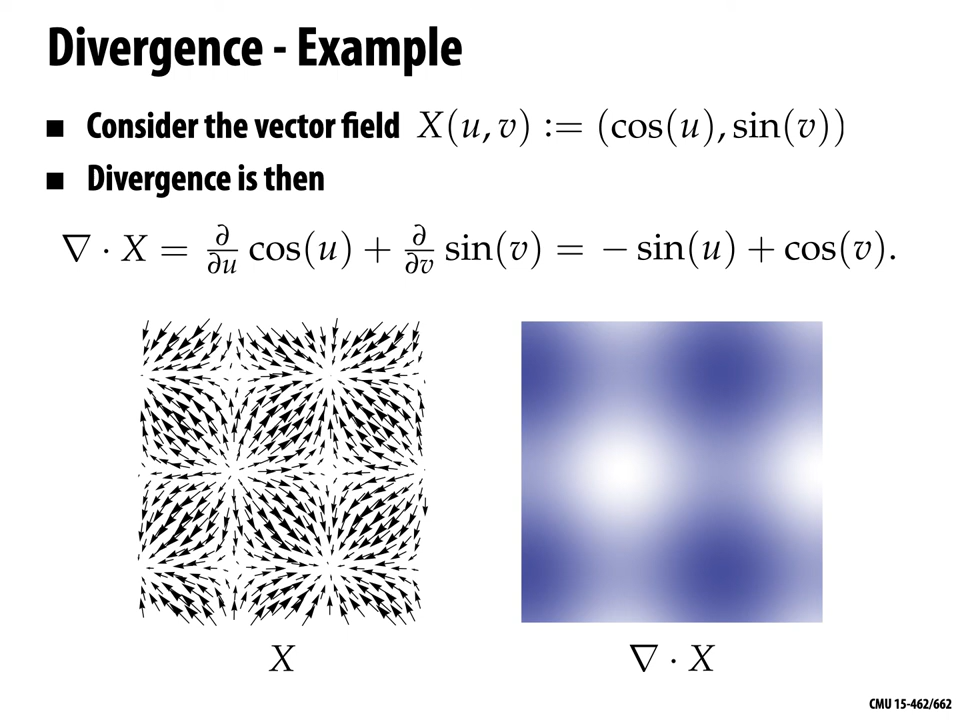 Divergence - Example
■ Consider the vector field X(u, v) := (cos(u), sin(v))
■ Divergence is then
∇ · X = ∂/∂u cos(u) + ∂/∂v sin(v) = − sin(u) + cos(v).
X ∇ · X
CMU 15-462/662